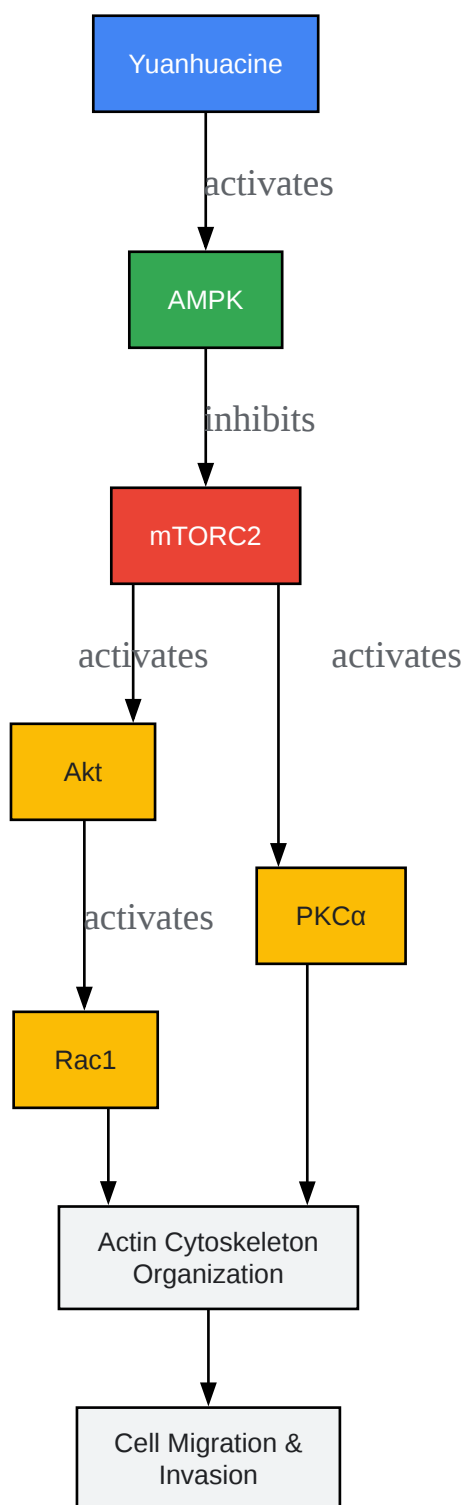 Yuanhuacine
activates
AMPK
inhibits
mTORC2
activates
activates
Akt
PKCα
activates
Rac1
Actin Cytoskeleton
Organization
Cell Migration &
Invasion